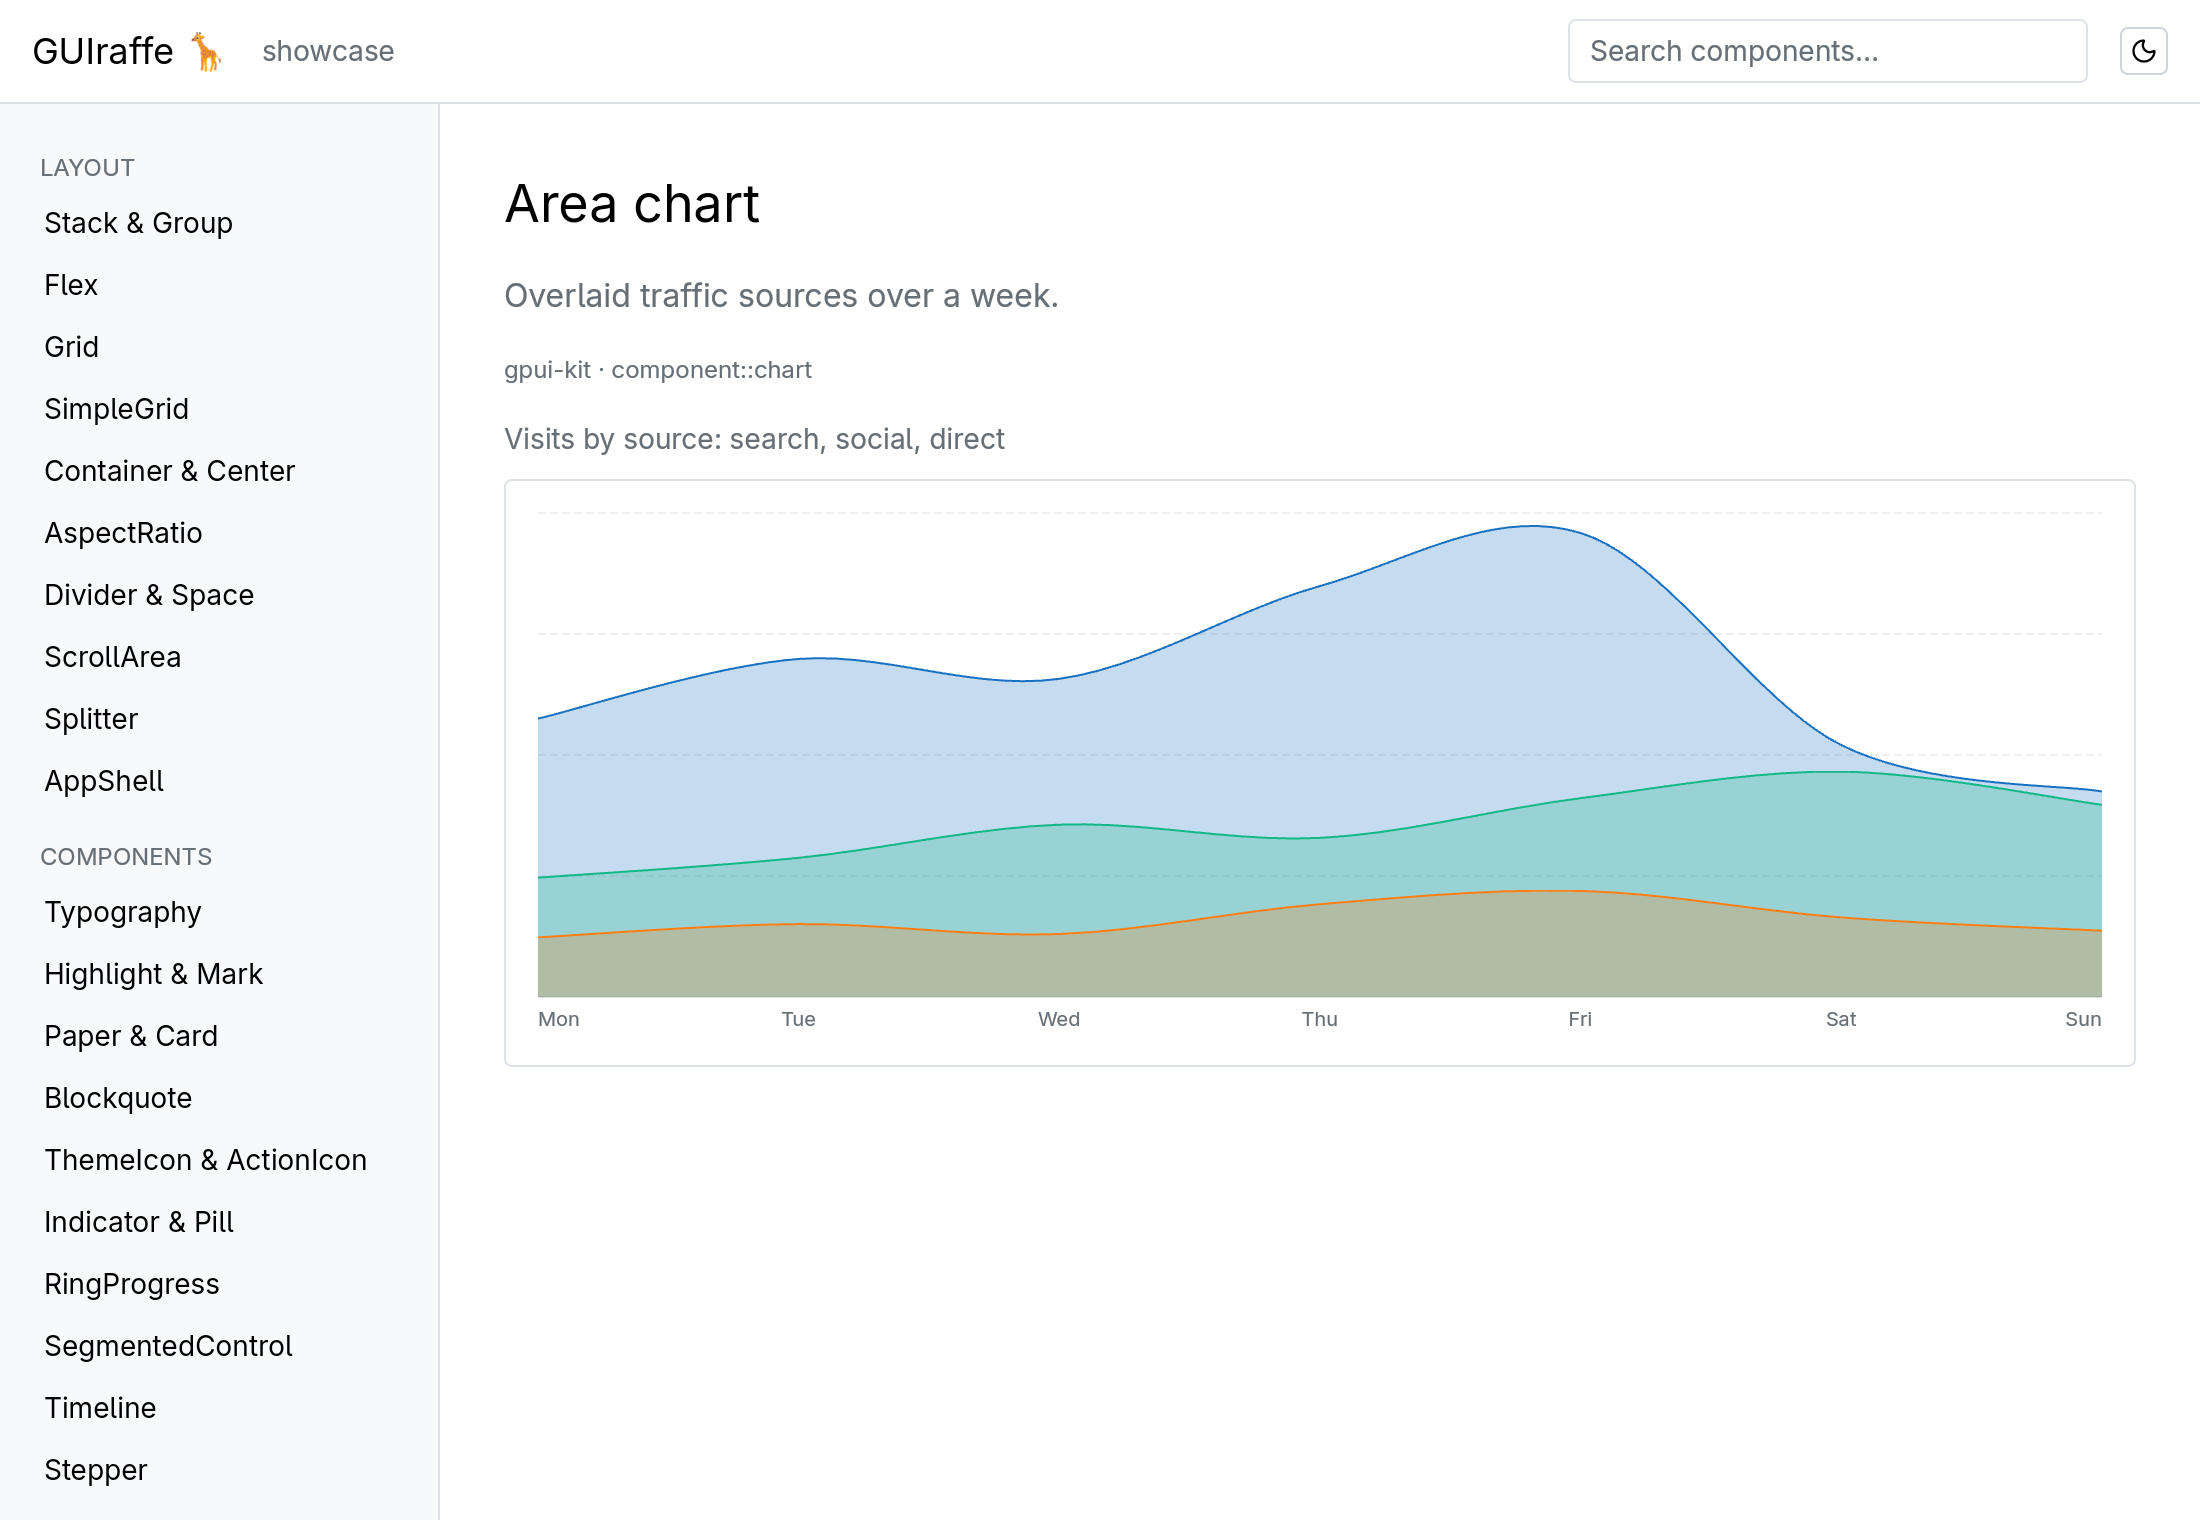 GUIraffe 🦒 showcase
Search components...
LAYOUT
Stack & Group
Flex
Grid
SimpleGrid
Container & Center
AspectRatio
Divider & Space
ScrollArea
Splitter
AppShell
COMPONENTS
Typography
Highlight & Mark
Paper & Card
Blockquote
ThemeIcon & ActionIcon
Indicator & Pill
RingProgress
SegmentedControl
Timeline
Stepper
Area chart
Overlaid traffic sources over a week.
gpui-kit · component::chart
Visits by source: search, social, direct
Mon Tue Wed Thu Fri Sat Sun